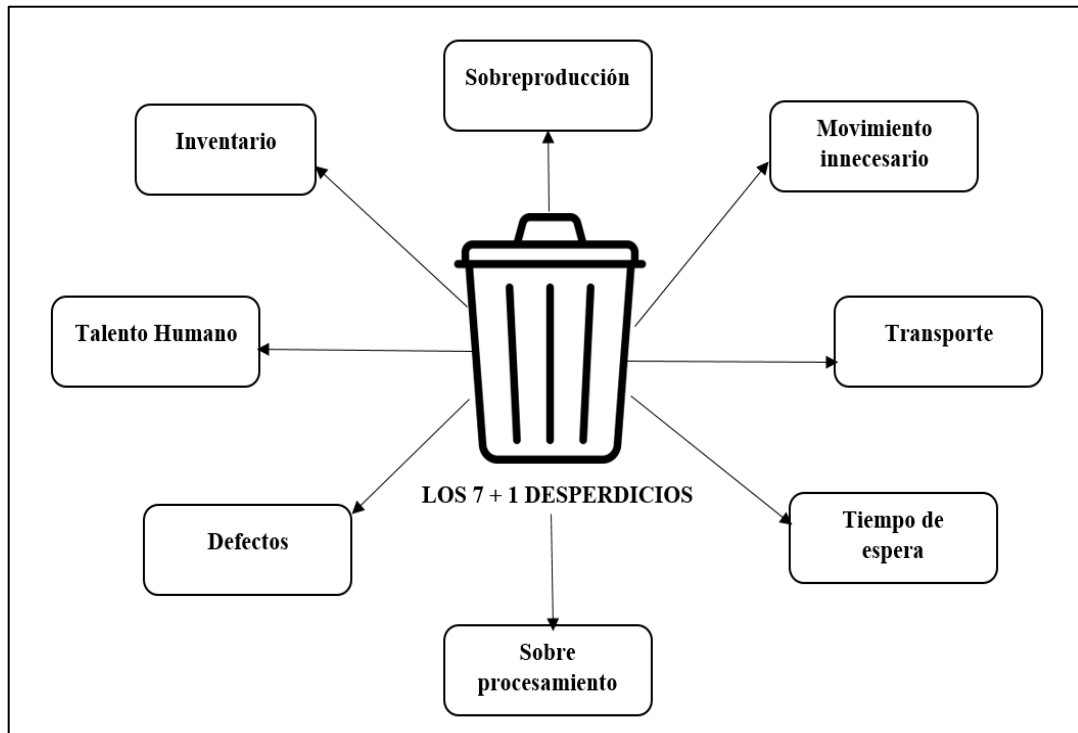 Sobreproducción
Inventario
Movimiento
innecesario
Talento Humano
Transporte
LOS 7 + 1 DESPERDICIOS
Defectos
Tiempo de
espera
Sobre
procesamiento